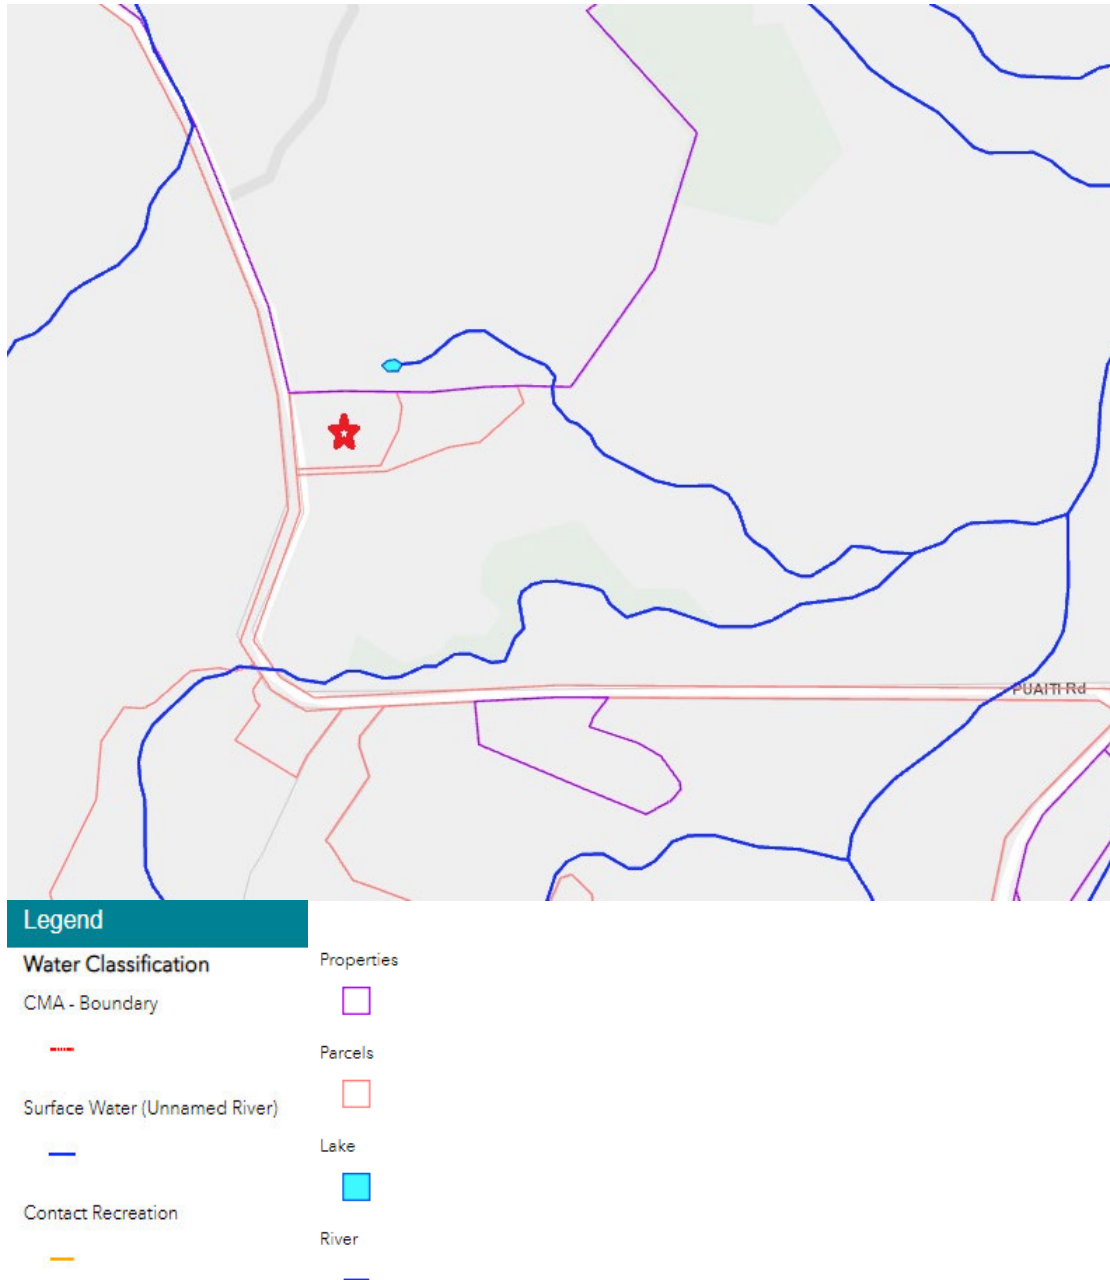 PUAITI Rd
Legend
Water Classification
CMA - Boundary
Surface Water (Unnamed River)
Contact Recreation
Properties
Parcels
Lake
River